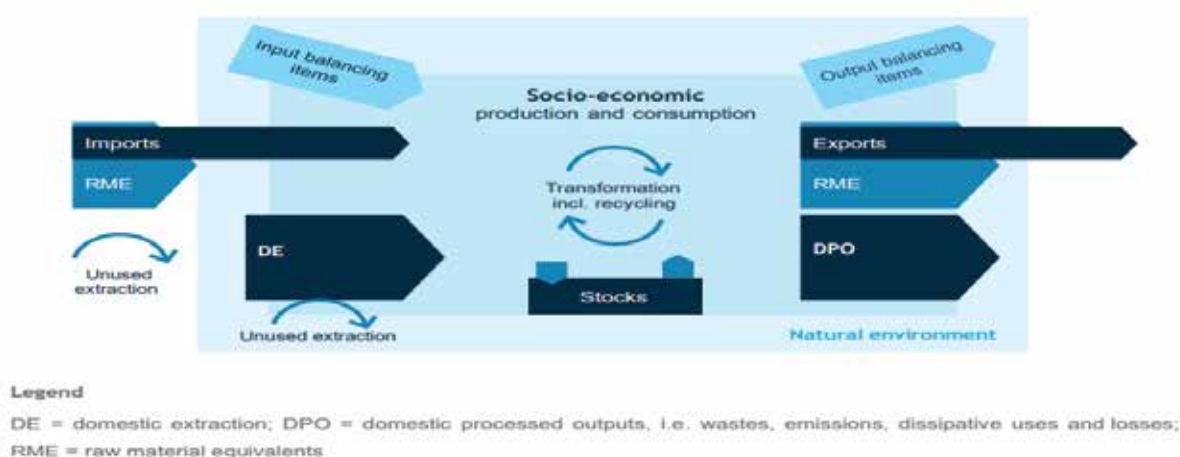 Input balancing
items
Output balancing
items
Socio-economic
production and consumption
Imports
Exports
RME
RME
Transformation
incl. recycling
DE
DPO
Unused
extraction
Stocks
Unused extraction
Natural environment
Legend
DE = domestic extraction; DPO = domestic processed outputs, i.e. wastes, emissions, dissipative uses and losses;
RME = raw material equivalents